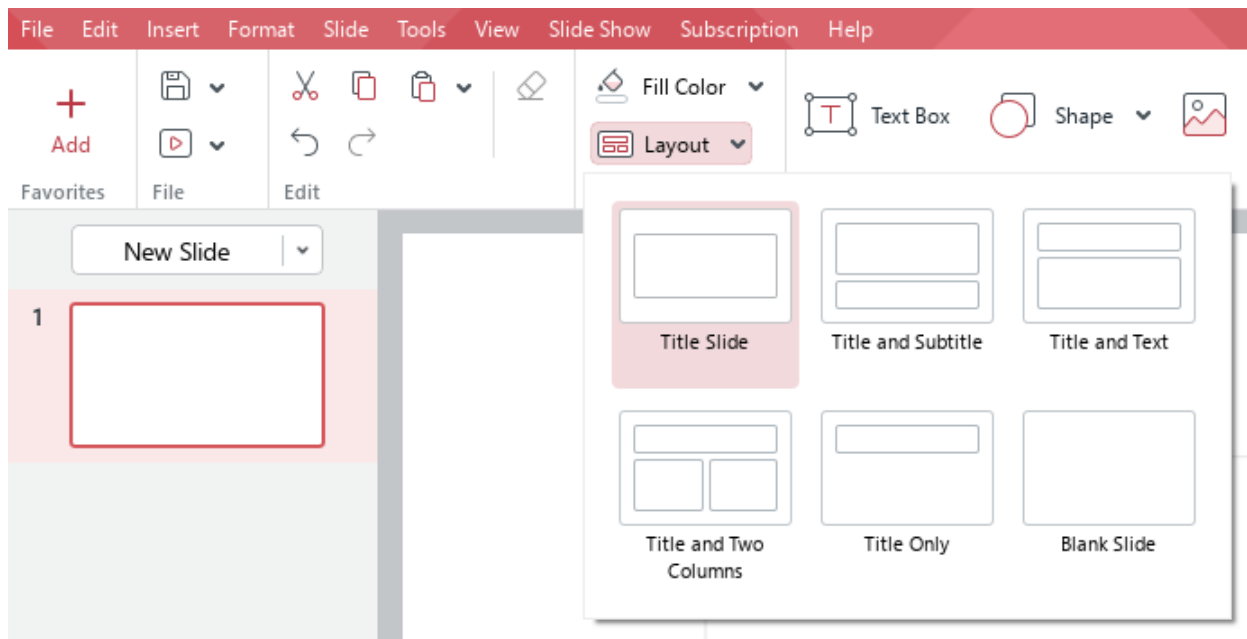 File Edit Insert Format Slide Tools View Slide Show Subscription Help
Fill Color
Text Box Shape
Add
Layout
Favorites File Edit
New Slide
1
Title Slide Title and Subtitle Title and Text
Title and Two Title Only Blank Slide
Columns